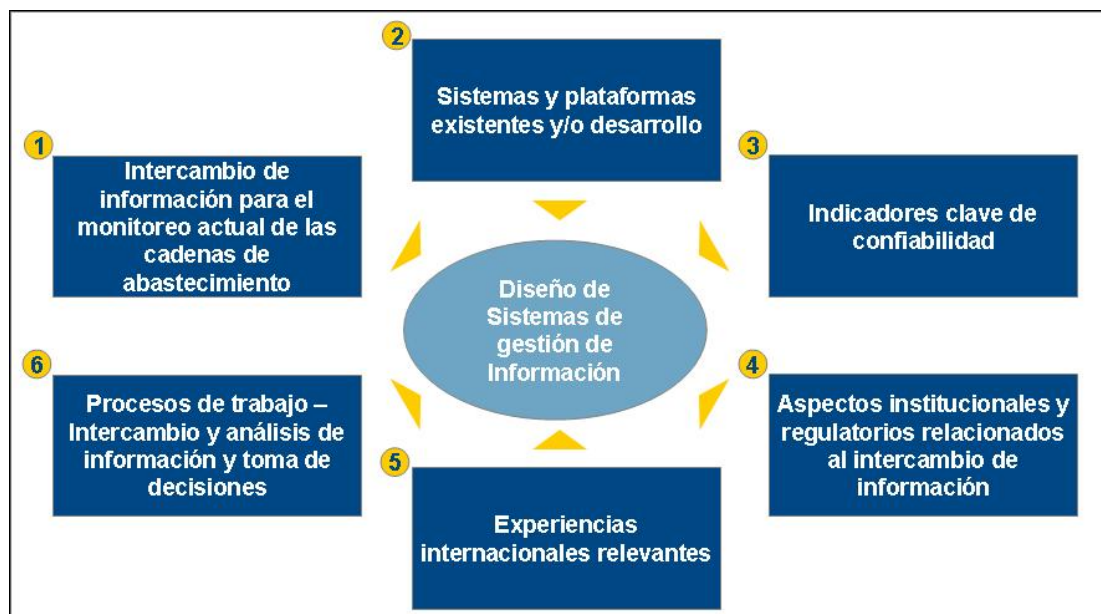 1
Intercambio de
información para el
monitoreo actual de las
cadenas de
abastecimiento
2
Sistemas y plataformas
existentes y/o desarrollo
3
Indicadores clave de
confiabilidad
Diseño de
Sistemas de
gestión de
Información
4
Aspectos institucionales y
regulatorios relacionados
al intercambio de
información
5
Experiencias
internacionales relevantes
6
Procesos de trabajo –
Intercambio y análisis de
información y toma de
decisiones